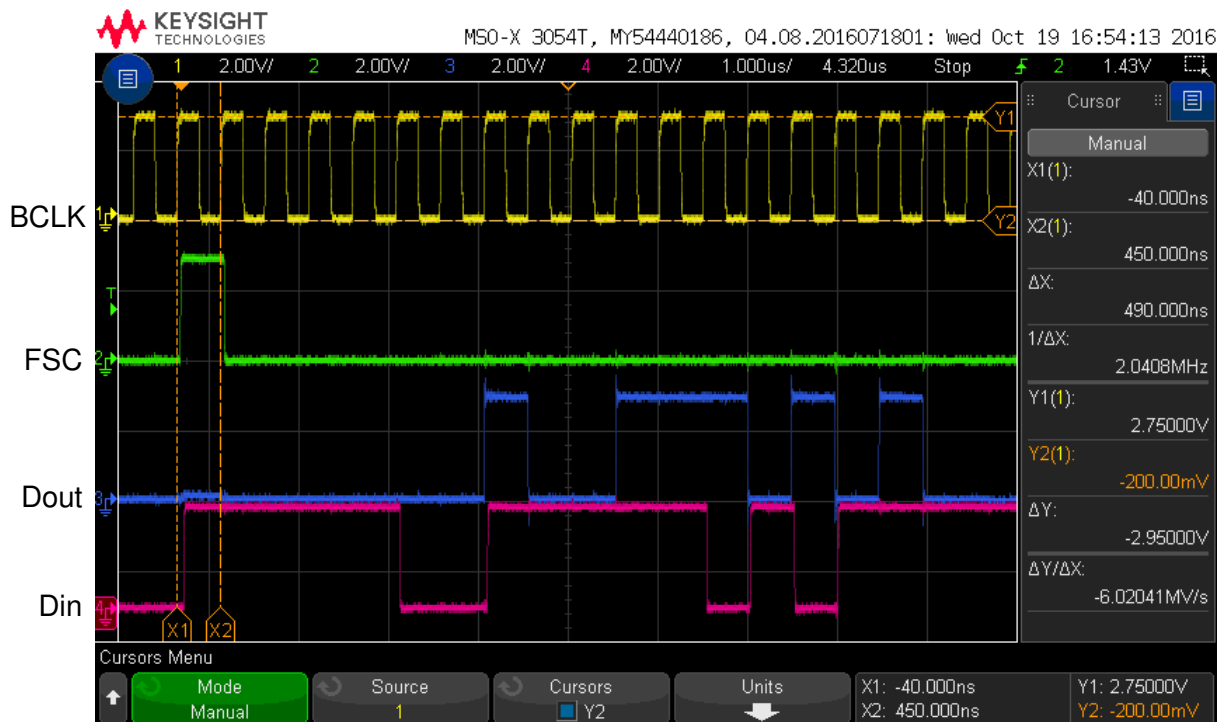 KEYSIGHT
TECHNOLOGIES
MSO-X 3054T, MY54440186, 04.08.2016071801: Wed Oct 19 16:54:13 2016
1 2.00V/ 2 2.00V/ 3 2.00V/ 4 2.00V/ 1.000us/ 4.320us Stop 2 1.43V
Cursor
Manual
X1(1):
-40.000ns
X2(1):
450.000ns
ΔX:
490.000ns
1/ΔX:
2.0408MHz
Y1(1):
2.75000V
Y2(1):
-200.00mV
ΔY:
-2.95000V
ΔY/ΔX:
-6.02041MV/s
Y1
BCLK 1
Y2
T
FSC 2
Dout 3
Din 4
X1 X2
Cursors Menu
Mode
Manual
Source
1
Cursors
Y2
Units
X1: -40.000ns
X2: 450.000ns
Y1: 2.75000V
Y2: -200.00mV